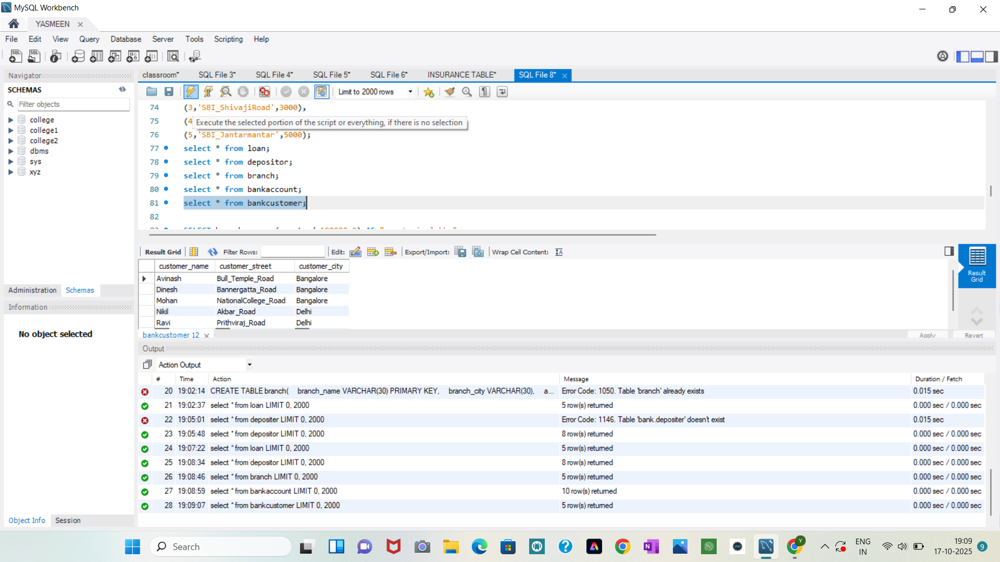 MySQL Workbench
YASMEEN
File Edit View Query Database Server Tools Scripting Help
Navigator
SCHEMAS
Filter objects
college
college1
college2
dbms
sys
xyz
Administration Schemas
Information
No object selected
Object Info Session
classroom* SQL File 3* SQL File 4* SQL File 5* SQL File 6* INSURANCE TABLE* SQL File 8*
Limit to 2000 rows
74 (3,'SBI_ShivajiRoad',3000),
75 (4
Execute the selected portion of the script or everything, if there is no selection
76 (5,'SBI_Jantarmantar',5000);
77 select * from loan;
78 select * from depositor;
79 select * from branch;
80 select * from bankaccount;
81 select * from bankcustomer;
82
Result Grid Filter Rows: Edit: Export/Import: Wrap Cell Content:
customer_name customer_street customer_city
Avinash Bull_Temple_Road Bangalore
Dinesh Bannergatta_Road Bangalore
Mohan NationalCollege_Road Bangalore
Nikil Akbar_Road Delhi
Ravi Prithviraj_Road Delhi
Result
Grid
bankcustomer 12
Apply Revert
Output
Action Output
# Time Action Message Duration / Fetch
20 19:02:14 CREATE TABLE branch( branch_name VARCHAR(30) PRIMARY KEY, branch_city VARCHAR(30), a... Error Code: 1050. Table 'branch' already exists 0.015 sec
21 19:02:37 select * from loan LIMIT 0, 2000 5 row(s) returned 0.000 sec / 0.000 sec
22 19:05:01 select * from depositer LIMIT 0, 2000 Error Code: 1146. Table 'bank.depositer' doesn't exist 0.015 sec
23 19:05:48 select * from depositor LIMIT 0, 2000 8 row(s) returned 0.000 sec / 0.000 sec
24 19:07:22 select * from loan LIMIT 0, 2000 5 row(s) returned 0.000 sec / 0.000 sec
25 19:08:34 select * from depositor LIMIT 0, 2000 8 row(s) returned 0.000 sec / 0.000 sec
26 19:08:46 select * from branch LIMIT 0, 2000 5 row(s) returned 0.000 sec / 0.000 sec
27 19:08:59 select * from bankaccount LIMIT 0, 2000 10 row(s) returned 0.000 sec / 0.000 sec
28 19:09:07 select * from bankcustomer LIMIT 0, 2000 5 row(s) returned 0.000 sec / 0.000 sec
Search
ENG
IN
19:09
17-10-2025
9